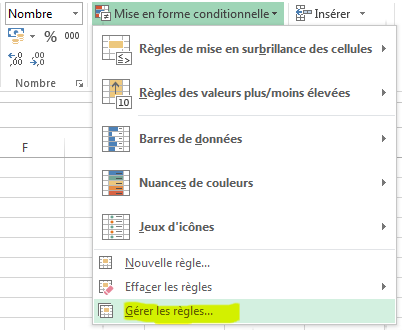 Nombre
Mise en forme conditionnelle
Insérer
% 000
,00
,0
,00
Nombre
Règles de mise en surbrillance des cellules
10
Règles des valeurs plus/moins élevées
F
Barres de données
Nuances de couleurs
Jeux d'icônes
Nouvelle règle...
Effacer les règles
Gérer les règles...